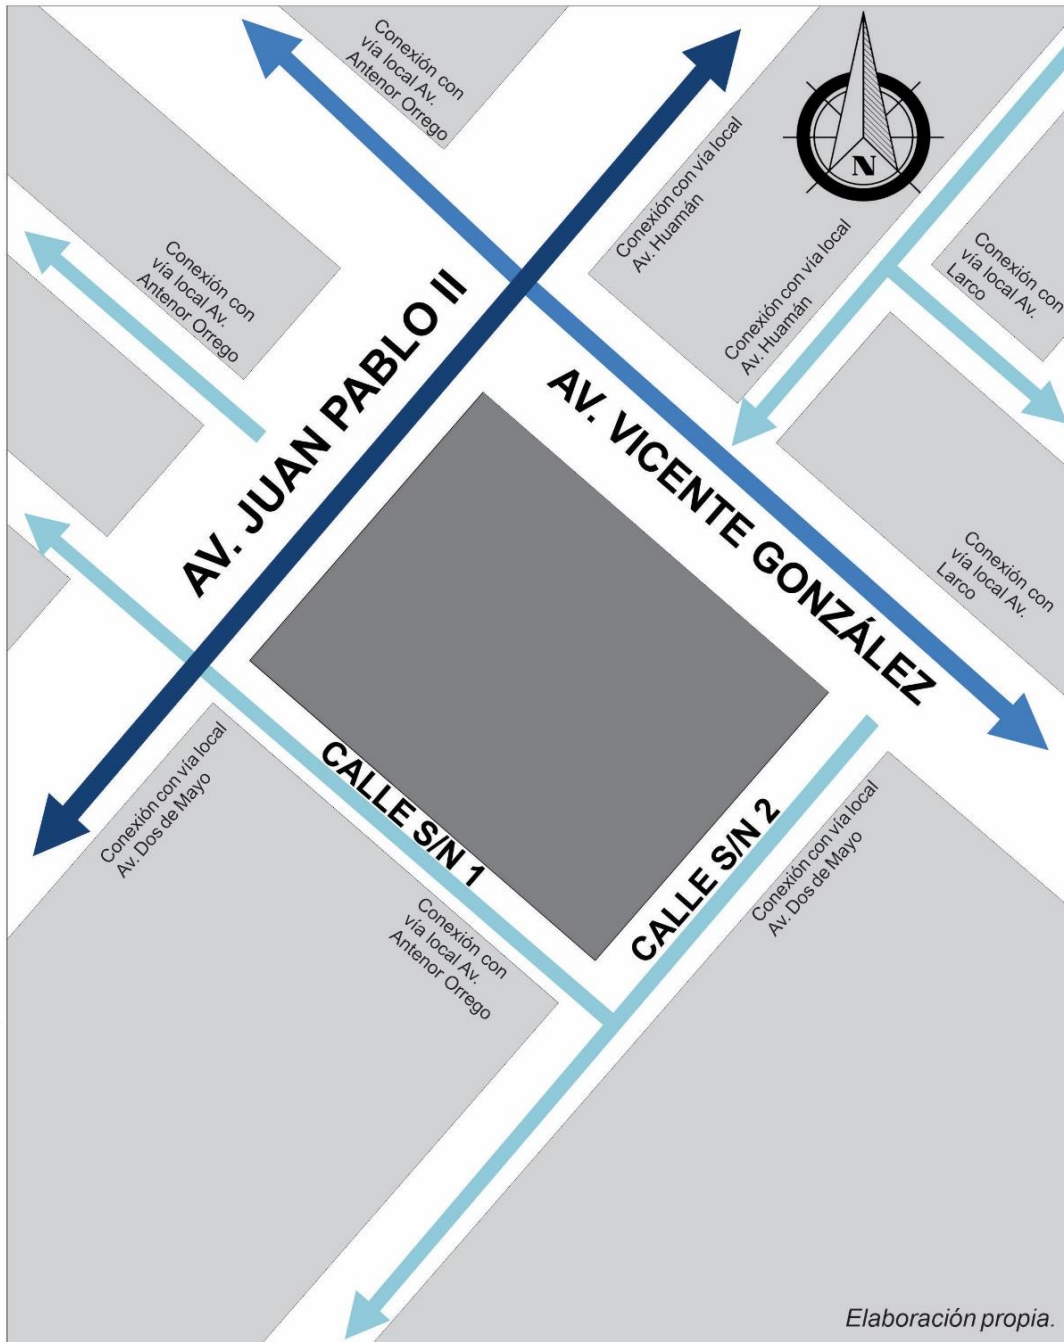 Conexión con
vía local Av.
Antenor Orrego
Conexión con vía local
Av. Huamán
N
Conexión con
vía local Av.
Antenor Orrego
Conexión con vía local
Av. Huamán
Conexión con
vía local Av.
Larco
AV. JUAN PABLO II
AV. VICENTE GONZÁLEZ
Conexión con
vía local Av.
Larco
Conexión con vía local
Av. Dos de Mayo
CALLE S/N 1
CALLE S/N 2
Conexión con vía local
Av. Dos de Mayo
Conexión con
vía local Av.
Antenor Orrego
Elaboración propia.